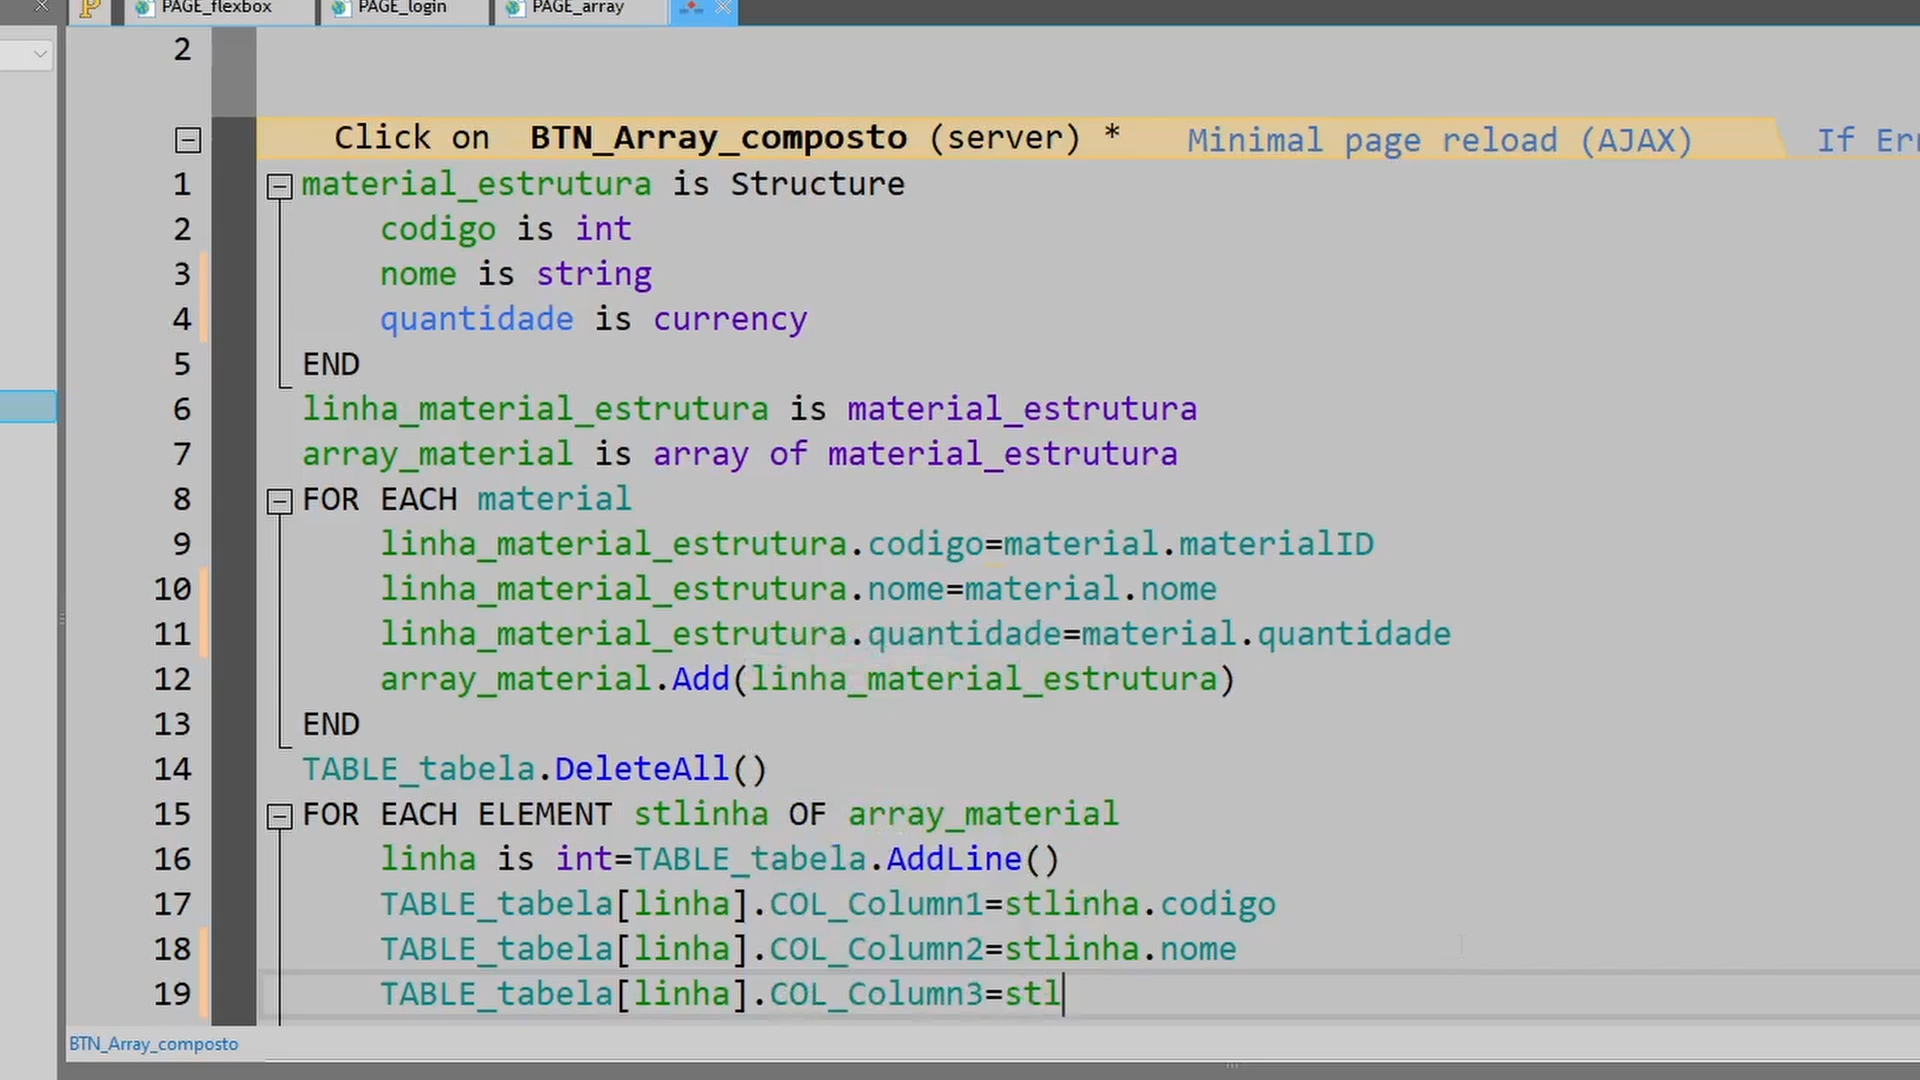 PAGE_flexbox PAGE_login PAGE_array
2
Click on BTN_Array_composto (server) * Minimal page reload (AJAX) If Err
1 material_estrutura is Structure
2 codigo is int
3 nome is string
4 quantidade is currency
5 END
6 linha_material_estrutura is material_estrutura
7 array_material is array of material_estrutura
8 FOR EACH material
9 linha_material_estrutura.codigo=material.materialID
10 linha_material_estrutura.nome=material.nome
11 linha_material_estrutura.quantidade=material.quantidade
12 array_material.Add(linha_material_estrutura)
13 END
14 TABLE_tabela.DeleteAll()
15 FOR EACH ELEMENT stlinha OF array_material
16 linha is int=TABLE_tabela.AddLine()
17 TABLE_tabela[linha].COL_Column1=stlinha.codigo
18 TABLE_tabela[linha].COL_Column2=stlinha.nome
19 TABLE_tabela[linha].COL_Column3=stl
BTN_Array_composto